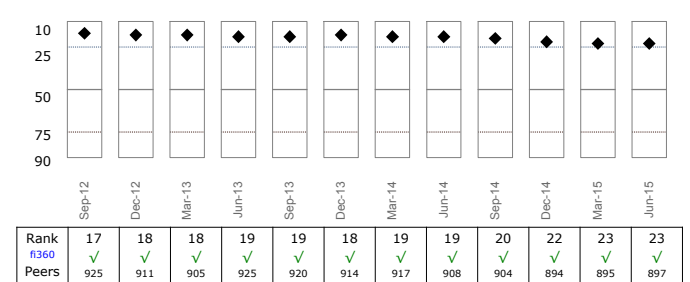 10
25
50
75
90
Sep-12 Dec-12 Mar-13 Jun-13 Sep-13 Dec-13 Mar-14 Jun-14 Sep-14 Dec-14 Mar-15 Jun-15
Rank 17 18 18 19 19 18 19 19 20 22 23 23
fi360 √ √ √ √ √ √ √ √ √ √ √ √
Peers 925 911 905 925 920 914 917 908 904 894 895 897